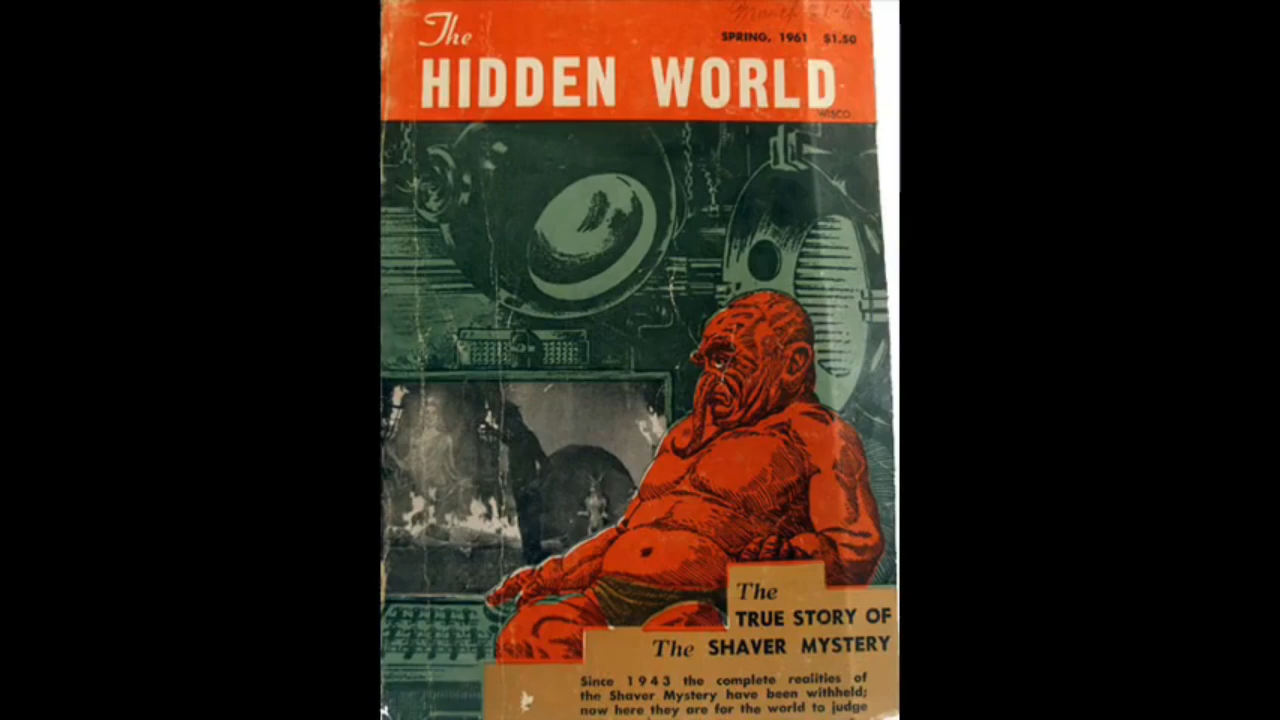 The
SPRING, 1961 $1.50
HIDDEN WORLD
The
TRUE STORY OF
The SHAVER MYSTERY
Since 1943 the complete realities of
the Shaver Mystery have been withheld;
now here they are for the world to judge